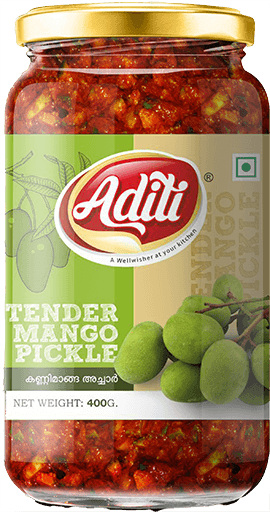 Aditi®
A Wellwisher at your kitchen
TENDER
MANGO
PICKLE
TENDER
MANGO
PICKLE
കണ്ണിമാങ്ങ അച്ചാർ
NET WEIGHT: 400G.